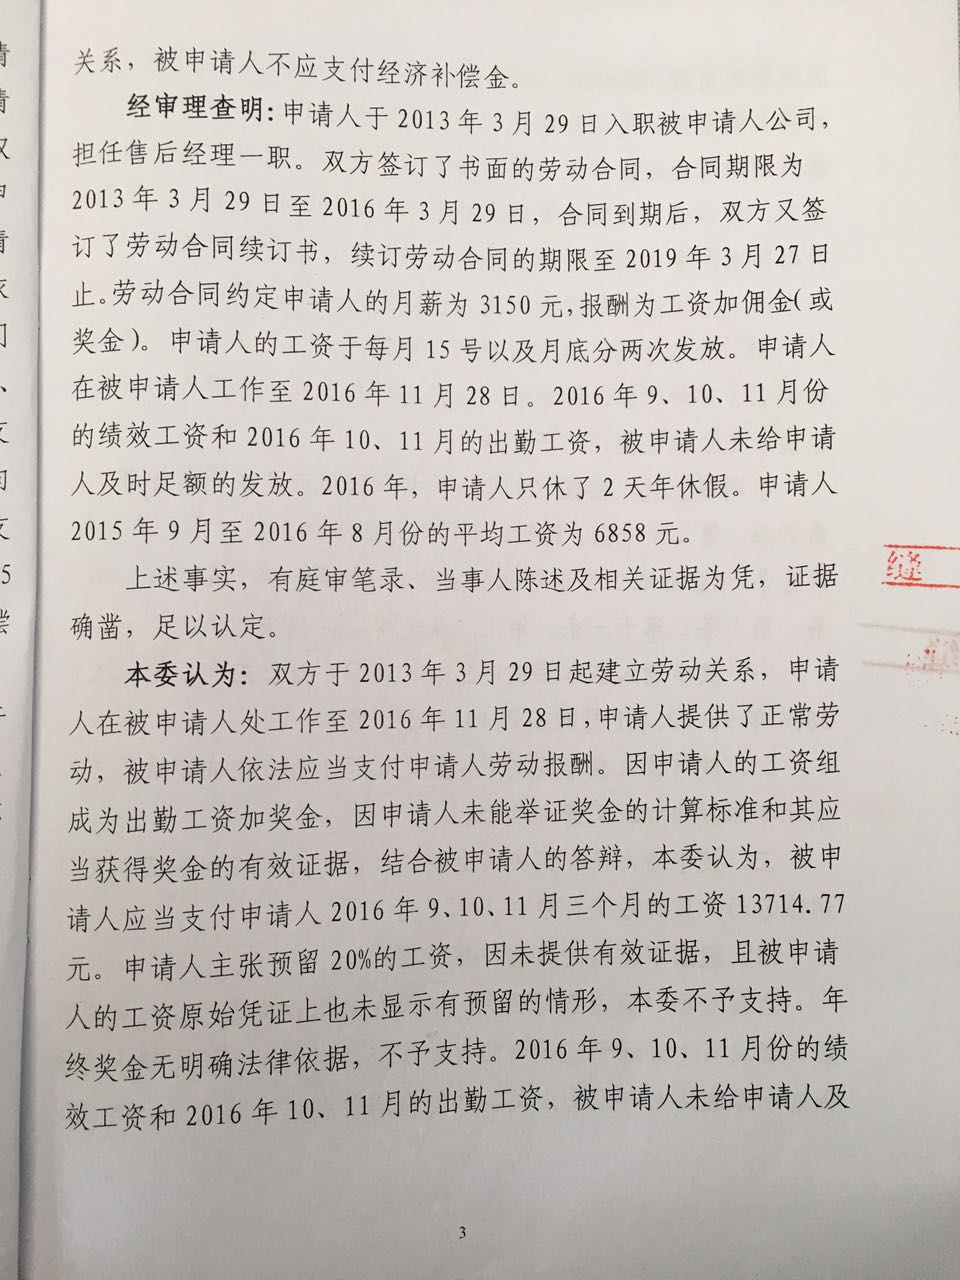 关系，被申请人不应支付经济补偿金。
经审理查明：申请人于 2013 年 3 月 29 日入职被申请人公司，
担任售后经理一职。双方签订了书面的劳动合同，合同期限为
2013 年 3 月 29 日至 2016 年 3 月 29 日，合同到期后，双方又签
订了劳动合同续订书，续订劳动合同的期限至 2019 年 3 月 27 日
止。劳动合同约定申请人的月薪为 3150 元，报酬为工资加佣金（或
奖金）。申请人的工资于每月 15 号以及月底分两次发放。申请人
在被申请人工作至 2016 年 11 月 28 日。2016 年 9、10、11 月份
的绩效工资和 2016 年 10、11 月的出勤工资，被申请人未给申请
人及时足额的发放。2016 年，申请人只休了 2 天年休假。申请人
2015 年 9 月至 2016 年 8 月份的平均工资为 6858 元。
上述事实，有庭审笔录、当事人陈述及相关证据为凭，证据
确凿，足以认定。
本委认为：双方于 2013 年 3 月 29 日起建立劳动关系，申请
人在被申请人处工作至 2016 年 11 月 28 日，申请人提供了正常劳
动，被申请人依法应当支付申请人劳动报酬。因申请人的工资组
成为出勤工资加奖金，因申请人未能举证奖金的计算标准和其应
当获得奖金的有效证据，结合被申请人的答辩，本委认为，被申
请人应当支付申请人 2016 年 9、10、11 月三个月的工资 13714.77
元。申请人主张预留 20%的工资，因未提供有效证据，且被申请
人的工资原始凭证上也未显示有预留的情形，本委不予支持。年
终奖金无明确法律依据，不予支持。2016 年 9、10、11 月份的绩
效工资和 2016 年 10、11 月的出勤工资，被申请人未给申请人及
3
缝